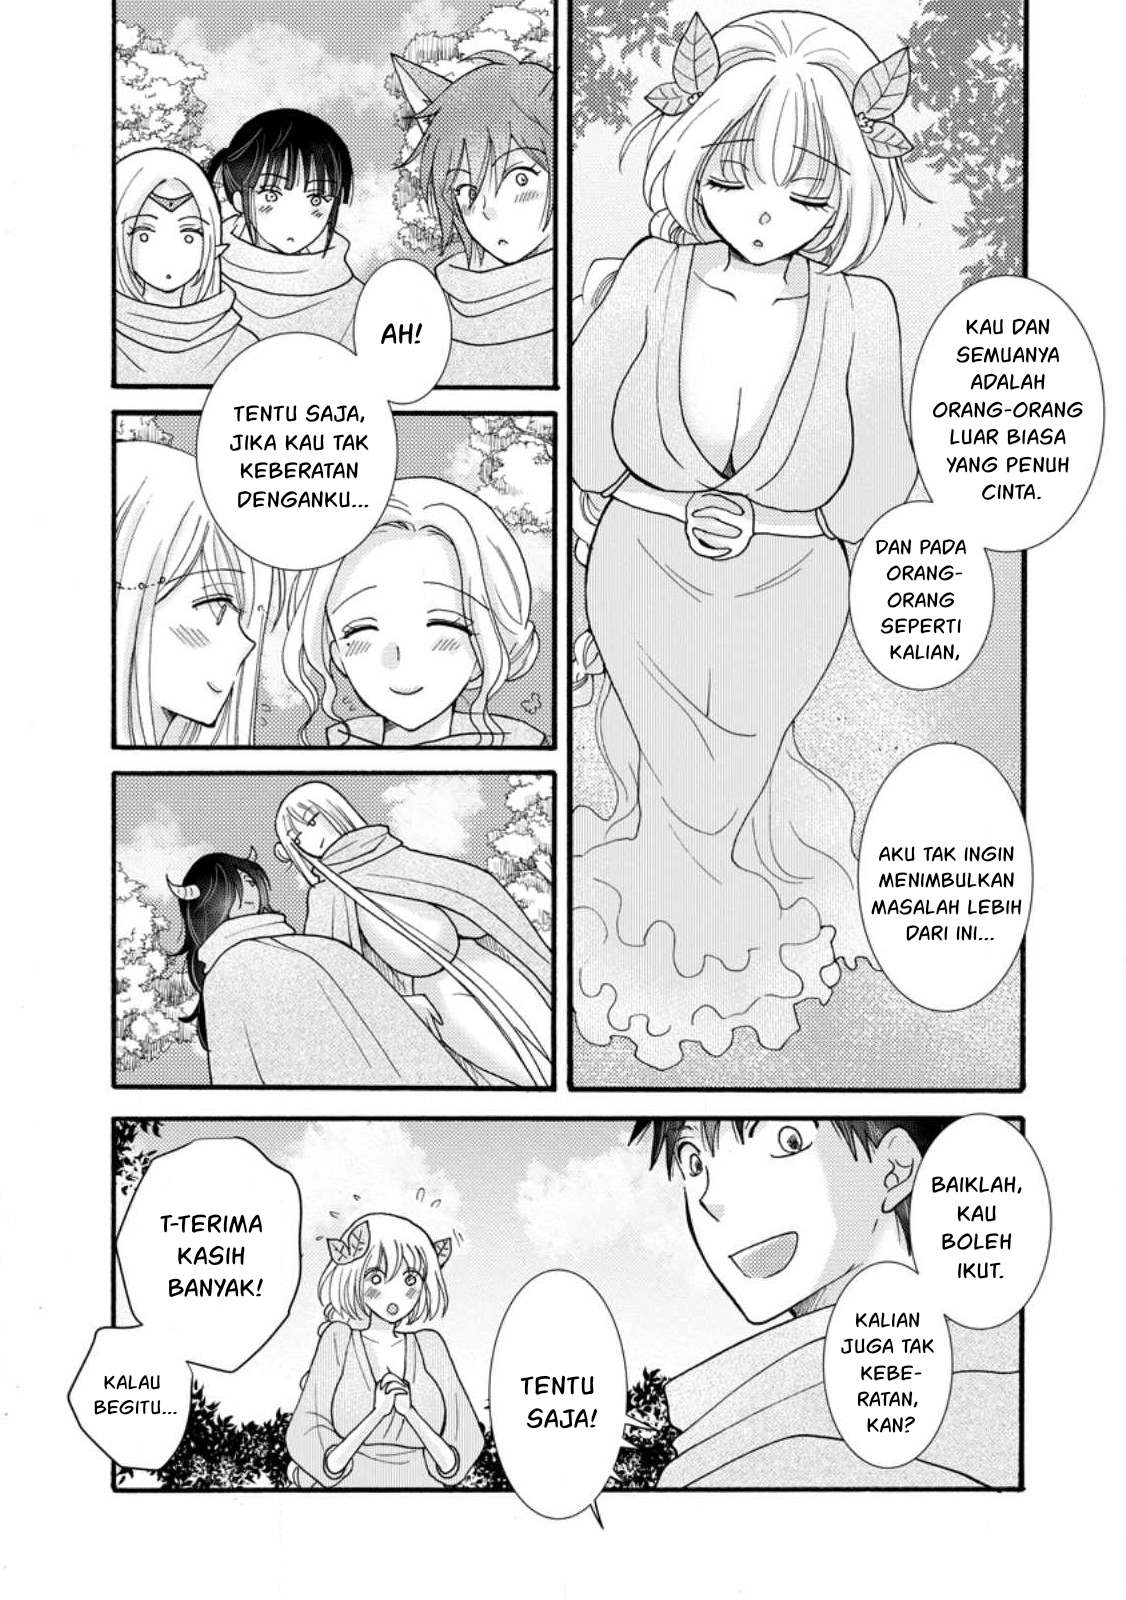 KAU DAN
SEMUANYA
ADALAH
ORANG-ORANG
LUAR BIASA
YANG PENUH
CINTA.
DAN PADA
ORANG-
ORANG
SEPERTI
KALIAN,
AKU TAK INGIN
MENIMBULKAN
MASALAH LEBIH
DARI INI...
AH!
TENTU SAJA,
JIKA KAU TAK
KEBERATAN
DENGANKU...
BAIKLAH,
KAU
BOLEH
IKUT.
KALIAN
JUGA TAK
KEBE-
RATAN,
KAN?
TENTU
SAJA!
T-TERIMA
KASIH
BANYAK!
KALAU
BEGITU...